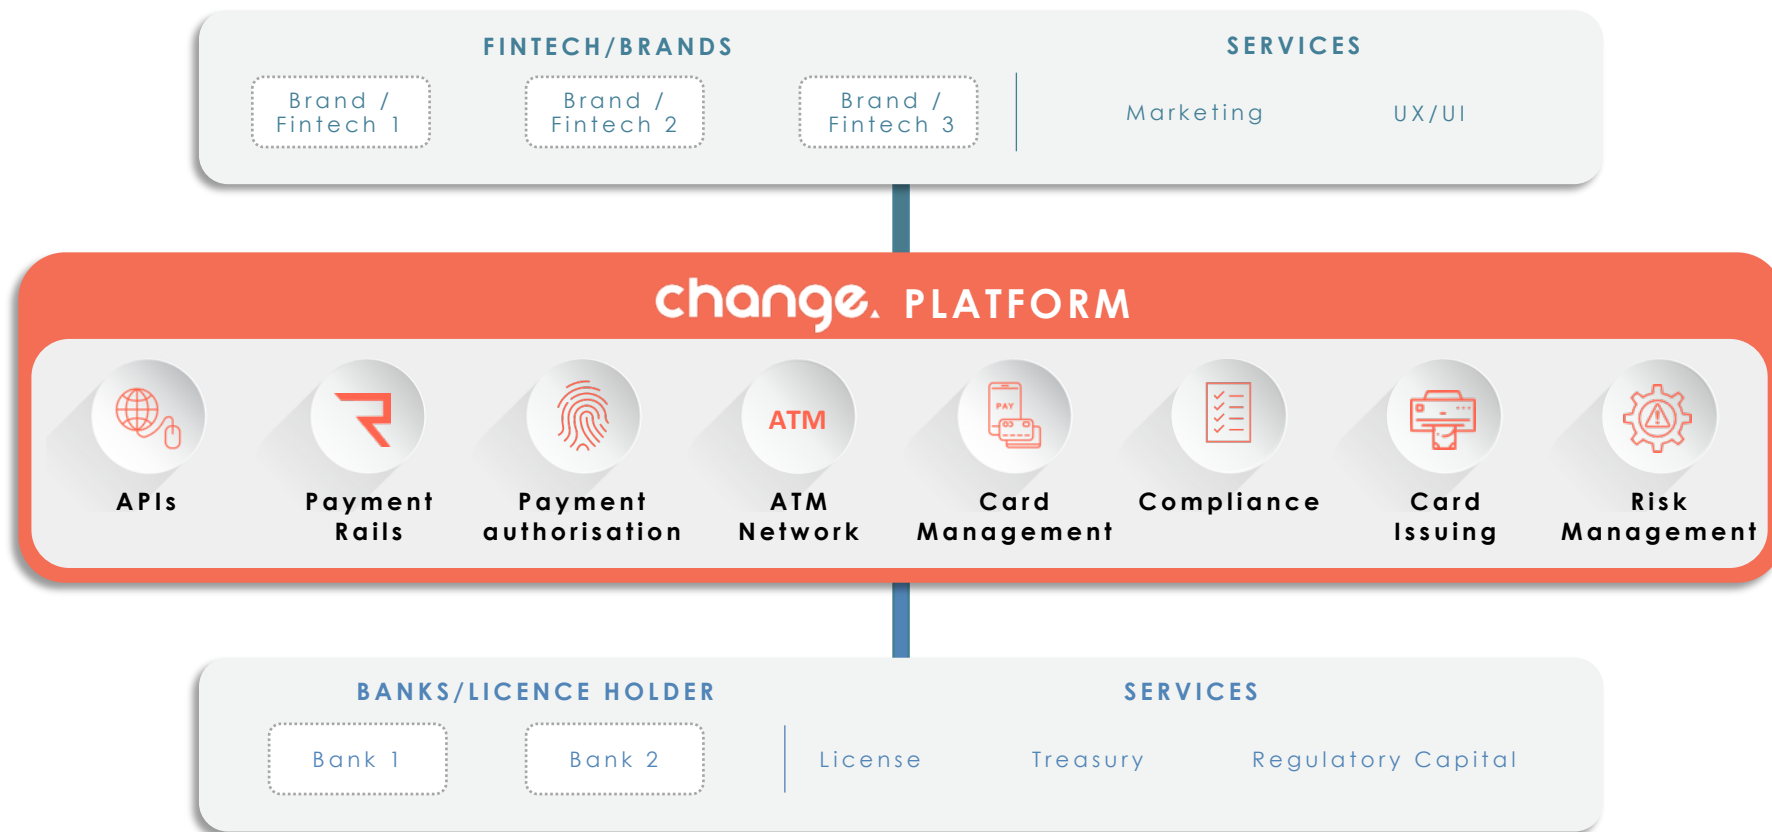 FINTECH/BRANDS
SERVICES
Brand /
Fintech 1
Brand /
Fintech 2
Brand /
Fintech 3
Marketing
UX/UI
change. PLATFORM
ATM
PAY
APIs
Payment
Rails
Payment
authorisation
ATM
Network
Card
Management
Compliance
Card
Issuing
Risk
Management
BANKS/LICENCE HOLDER
SERVICES
Bank 1
Bank 2
License
Treasury
Regulatory Capital